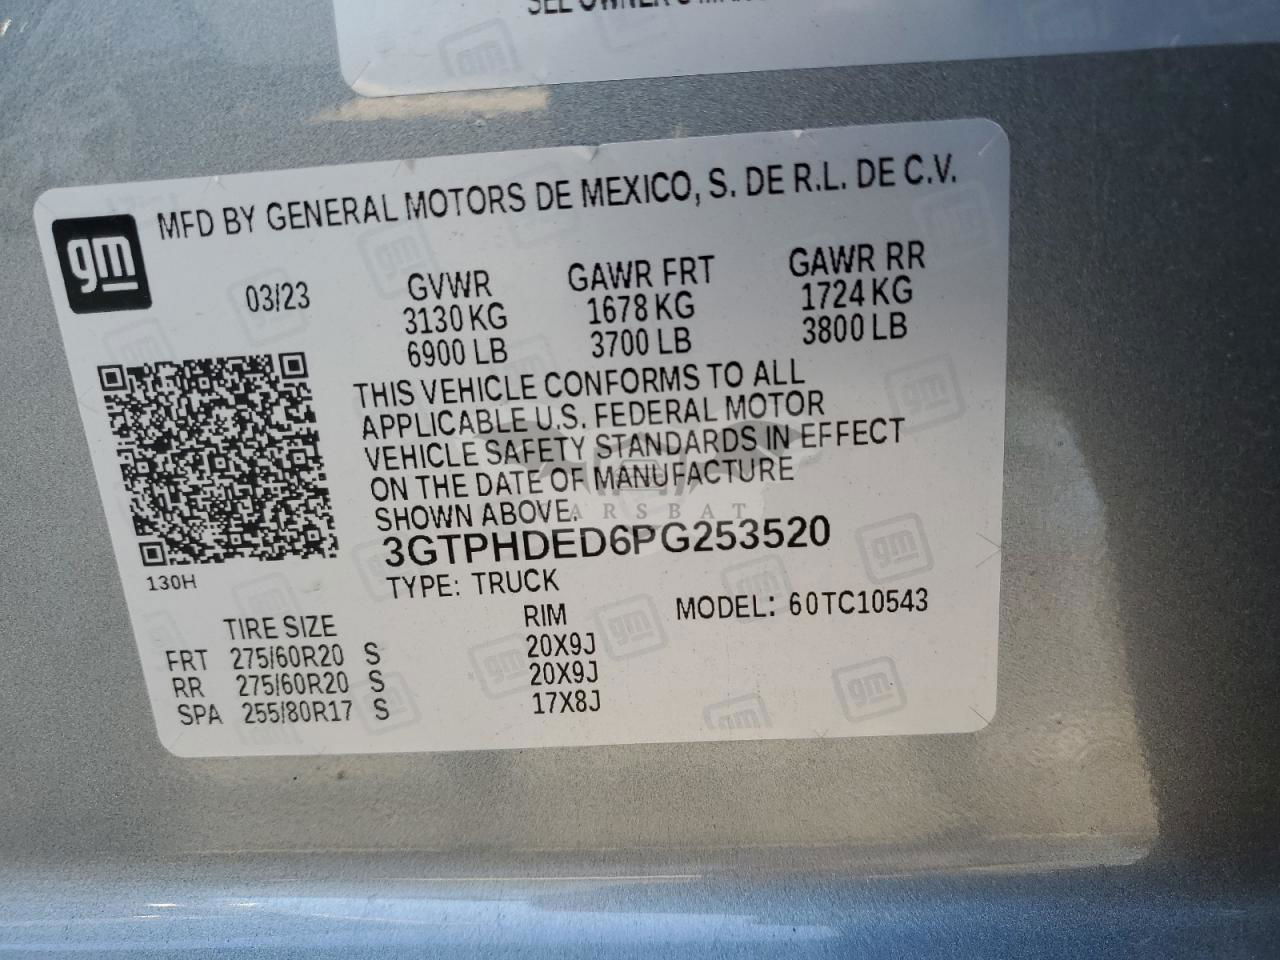 MFD BY GENERAL MOTORS DE MEXICO, S. DE R.L. DE C.V.
gm
03/23
GVWR
3130 KG
6900 LB
GAWR FRT
1678 KG
3700 LB
GAWR RR
1724 KG
3800 LB
THIS VEHICLE CONFORMS TO ALL
APPLICABLE U.S. FEDERAL MOTOR
VEHICLE SAFETY STANDARDS IN EFFECT
ON THE DATE OF MANUFACTURE
SHOWN ABOVE.
3GTPHDED6PG253520
130H
TYPE: TRUCK
MODEL: 60TC10543
TIRE SIZE RIM
FRT 275/60R20 S 20X9J
RR 275/60R20 S 20X9J
SPA 255/80R17 S 17X8J